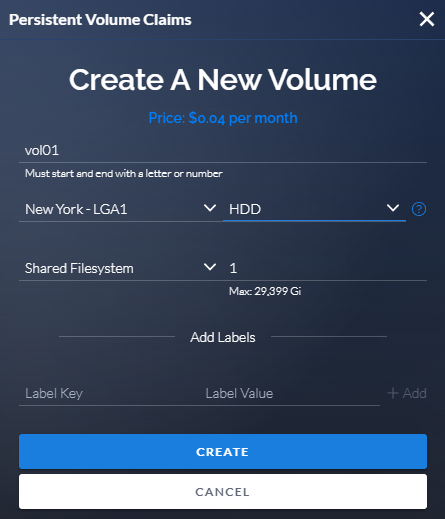 Persistent Volume Claims
Create A New Volume
Price: $0.04 per month
vol01
Must start and end with a letter or number
New York - LGA1 HDD ?
Shared Filesystem 1
Max: 29,399 Gi
Add Labels
Label Key Label Value + Add
CREATE
CANCEL